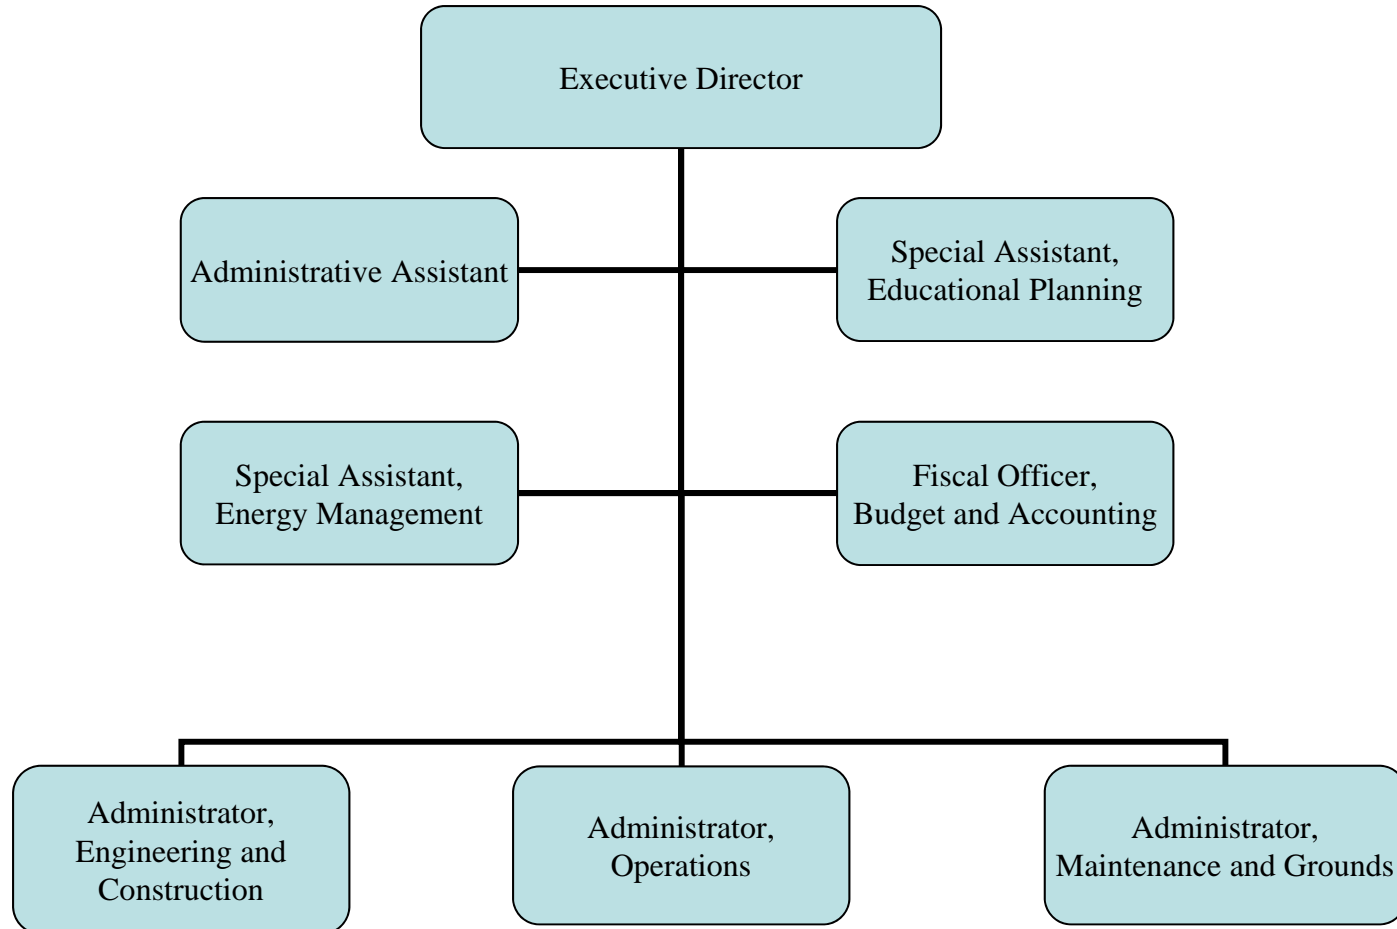 Executive Director
Administrative Assistant
Special Assistant,
Educational Planning
Special Assistant,
Energy Management
Fiscal Officer,
Budget and Accounting
Administrator,
Engineering and
Construction
Administrator,
Operations
Administrator,
Maintenance and Grounds